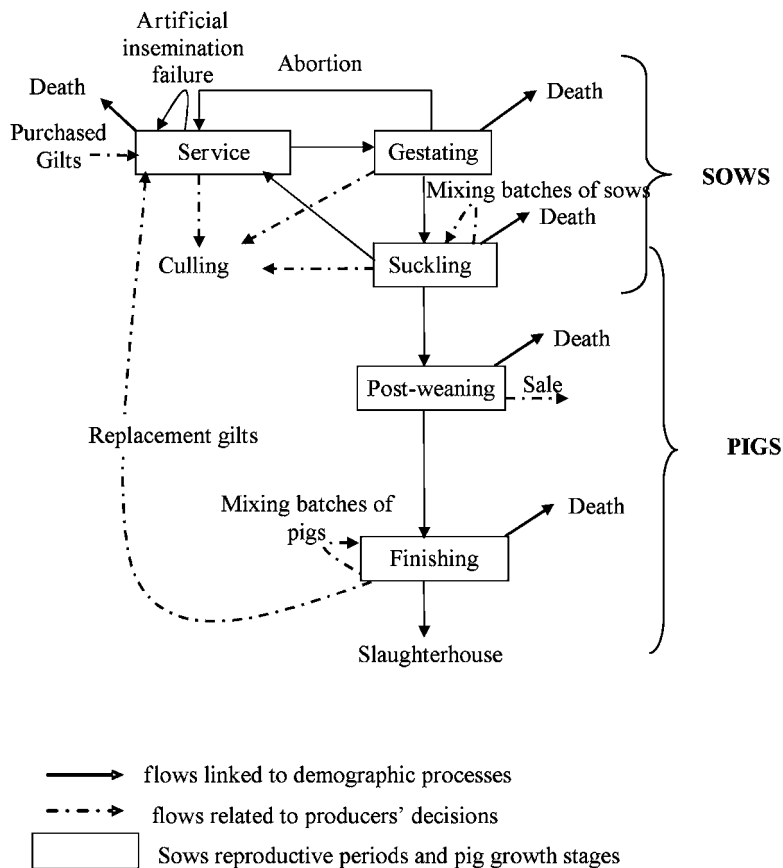 Artificial
insemination
failure
Abortion
Death
Death
Purchased
Gilts
Service
Gestating
SOWS
Mixing batches of sows
Death
Culling
Suckling
Death
Post-weaning
Sale
Replacement gilts
PIGS
Mixing batches of
pigs
Death
Finishing
Slaughterhouse
flows linked to demographic processes
flows related to producers’ decisions
Sows reproductive periods and pig growth stages